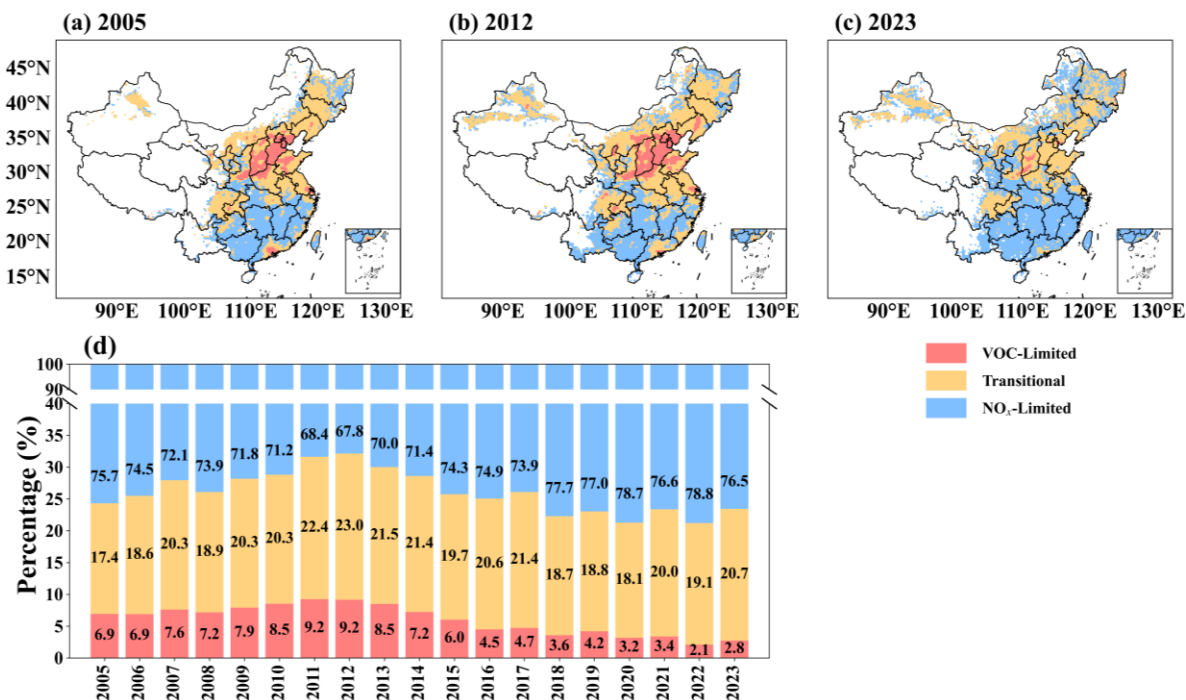 (a) 2005
(b) 2012
(c) 2023
45°N
40°N
35°N
30°N
25°N
20°N
15°N
90°E 100°E 110°E 120°E 130°E
90°E 100°E 110°E 120°E 130°E
90°E 100°E 110°E 120°E 130°E
(d)
VOC-Limited
Transitional
NOx-Limited
Percentage (%)
100
90
40
35
30
25
20
15
10
5
0
75.7 74.5 72.1 73.9 71.8 71.2 68.4 67.8 70.0 71.4 74.3 74.9 73.9 77.7 77.0 78.7 76.6 78.8 76.5
17.4 18.6 20.3 18.9 20.3 20.3 22.4 23.0 21.5 21.4 19.7 20.6 21.4 18.7 18.8 18.1 20.0 19.1 20.7
6.9 6.9 7.6 7.2 7.9 8.5 9.2 9.2 8.5 7.2 6.0 4.5 4.7 3.6 4.2 3.2 3.4 2.1 2.8
2005 2006 2007 2008 2009 2010 2011 2012 2013 2014 2015 2016 2017 2018 2019 2020 2021 2022 2023